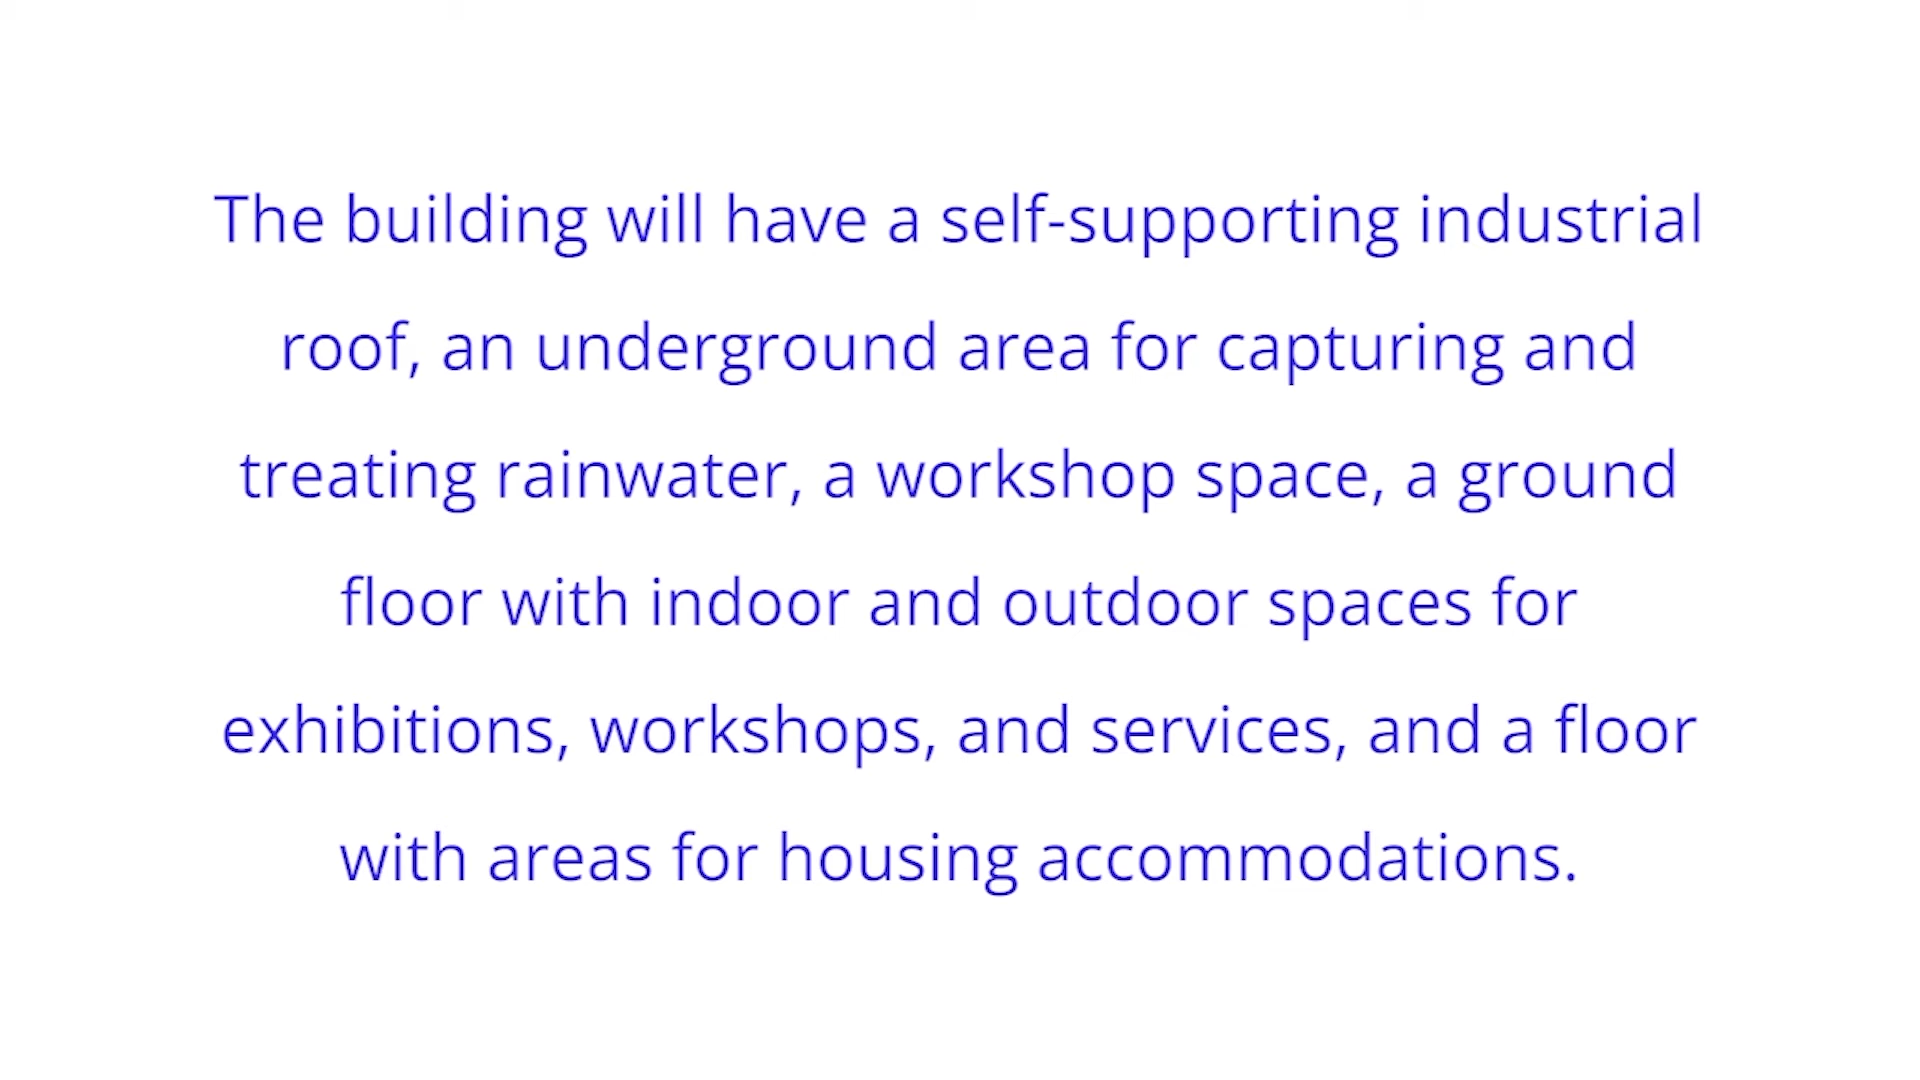 The building will have a self-supporting industrial
roof, an underground area for capturing and
treating rainwater, a workshop space, a ground
floor with indoor and outdoor spaces for
exhibitions, workshops, and services, and a floor
with areas for housing accommodations.